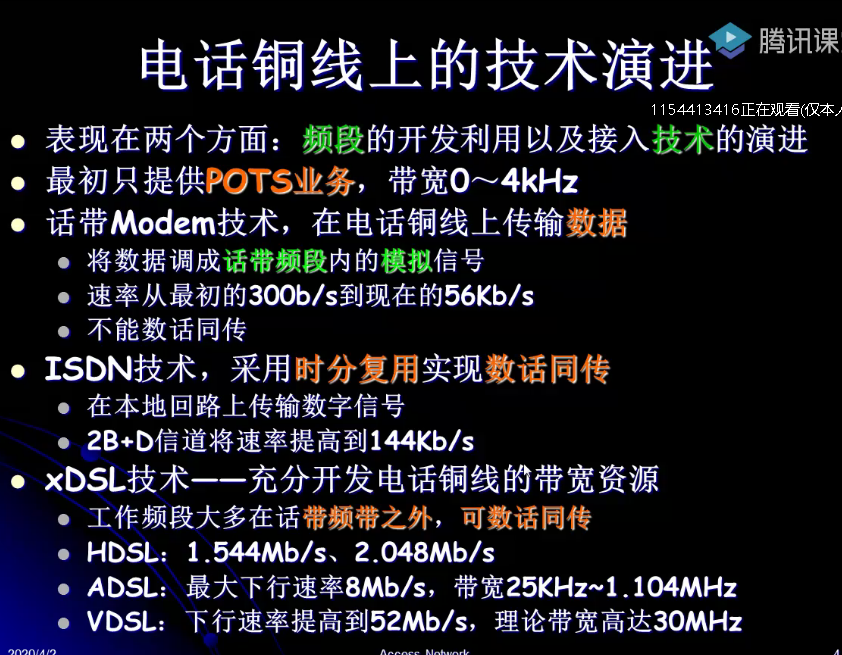 电话铜线上的技术演进
腾讯课
1154413416正在观看(仅本
表现在两个方面：频段的开发利用以及接入技术的演进
最初只提供POTS业务，带宽0～4kHz
话带Modem技术，在电话铜线上传输数据
将数据调成话带频段内的模拟信号
速率从最初的300b/s到现在的56Kb/s
不能数话同传
ISDN技术，采用时分复用实现数话同传
在本地回路上传输数字信号
2B+D信道将速率提高到144Kb/s
xDSL技术——充分开发电话铜线的带宽资源
工作频段大多在话带频带之外，可数话同传
HDSL：1.544Mb/s、2.048Mb/s
ADSL：最大下行速率8Mb/s，带宽25KHz~1.104MHz
VDSL：下行速率提高到52Mb/s，理论带宽高达30MHz
2020/4/2
Access Network
4